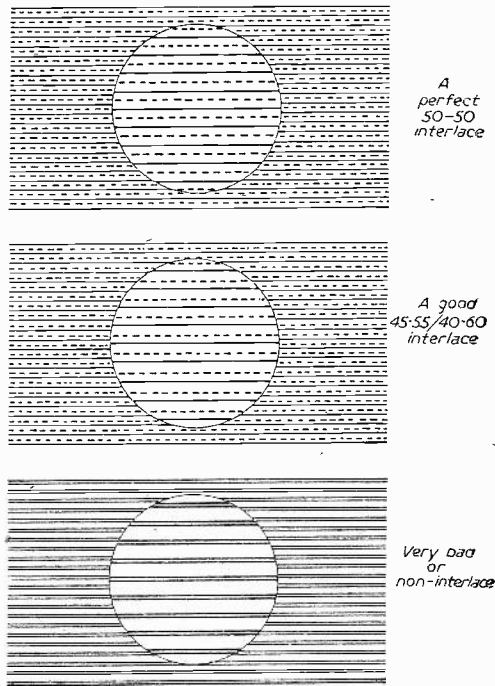 A
perfect
50-50
interlace
A good
45·55/40·60
interlace
Very bad
or
non-interlace